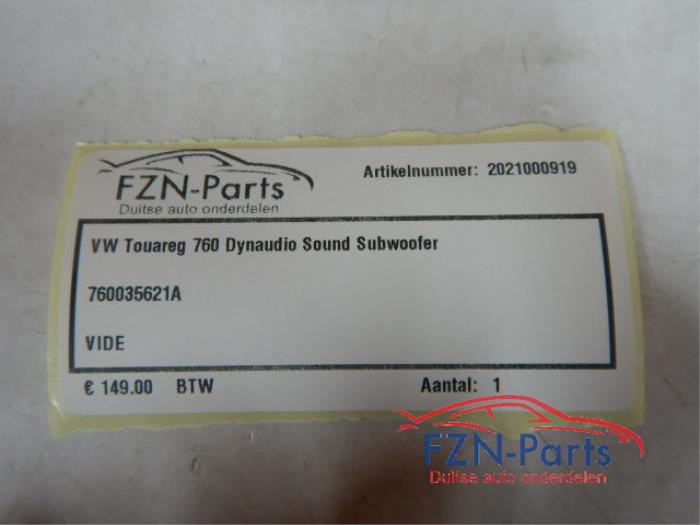 FZN-Parts
Duitse auto onderdelen
Artikelnummer: 2021000919
VW Touareg 760 Dynaudio Sound Subwoofer
760035621A
VIDE
€ 149.00 BTW Aantal: 1
FZN-Parts
Duitse auto onderdelen